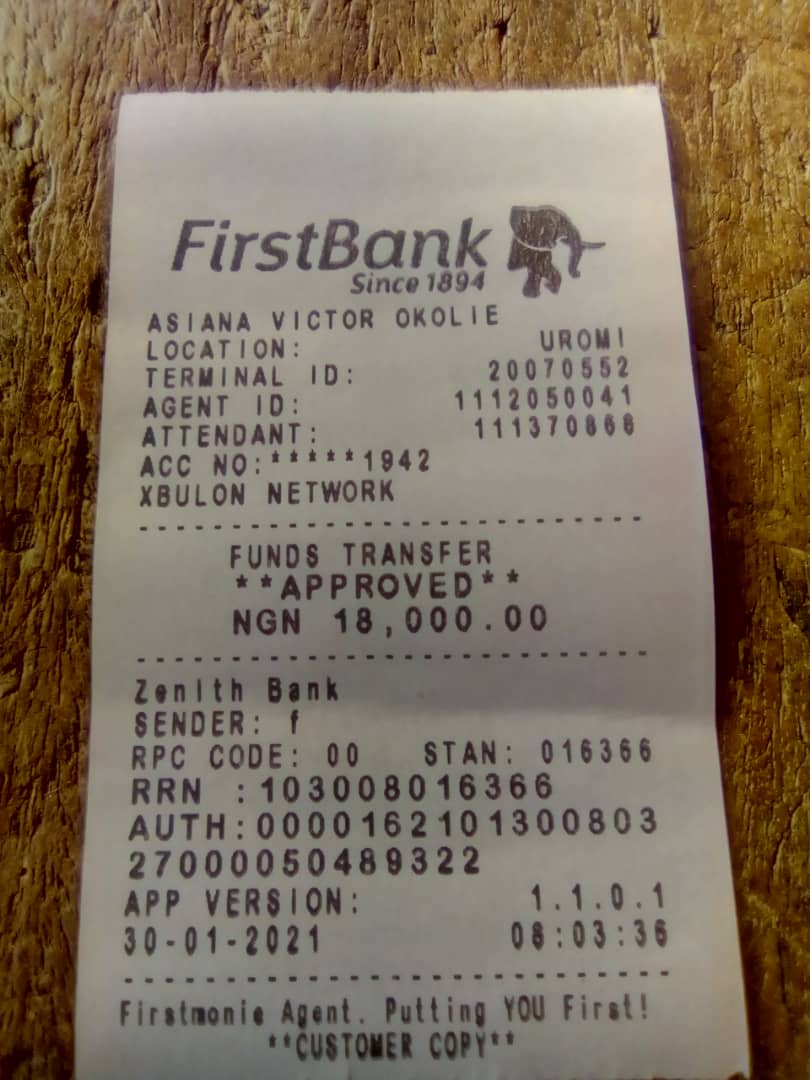 FirstBank
Since 1894
ASIANA VICTOR OKOLIE
LOCATION: UROMI
TERMINAL ID: 20070552
AGENT ID: 1112050041
ATTENDANT: 111370868
ACC NO:*****1942
XBULON NETWORK
FUNDS TRANSFER
**APPROVED**
NGN 18,000.00
Zenith Bank
SENDER: f
RPC CODE: 00 STAN: 016366
RRN :103008016366
AUTH:0000162101300803
27000050489322
APP VERSION: 1.1.0.1
30-01-2021 08:03:36
Firstmonie Agent. Putting YOU First!
**CUSTOMER COPY**